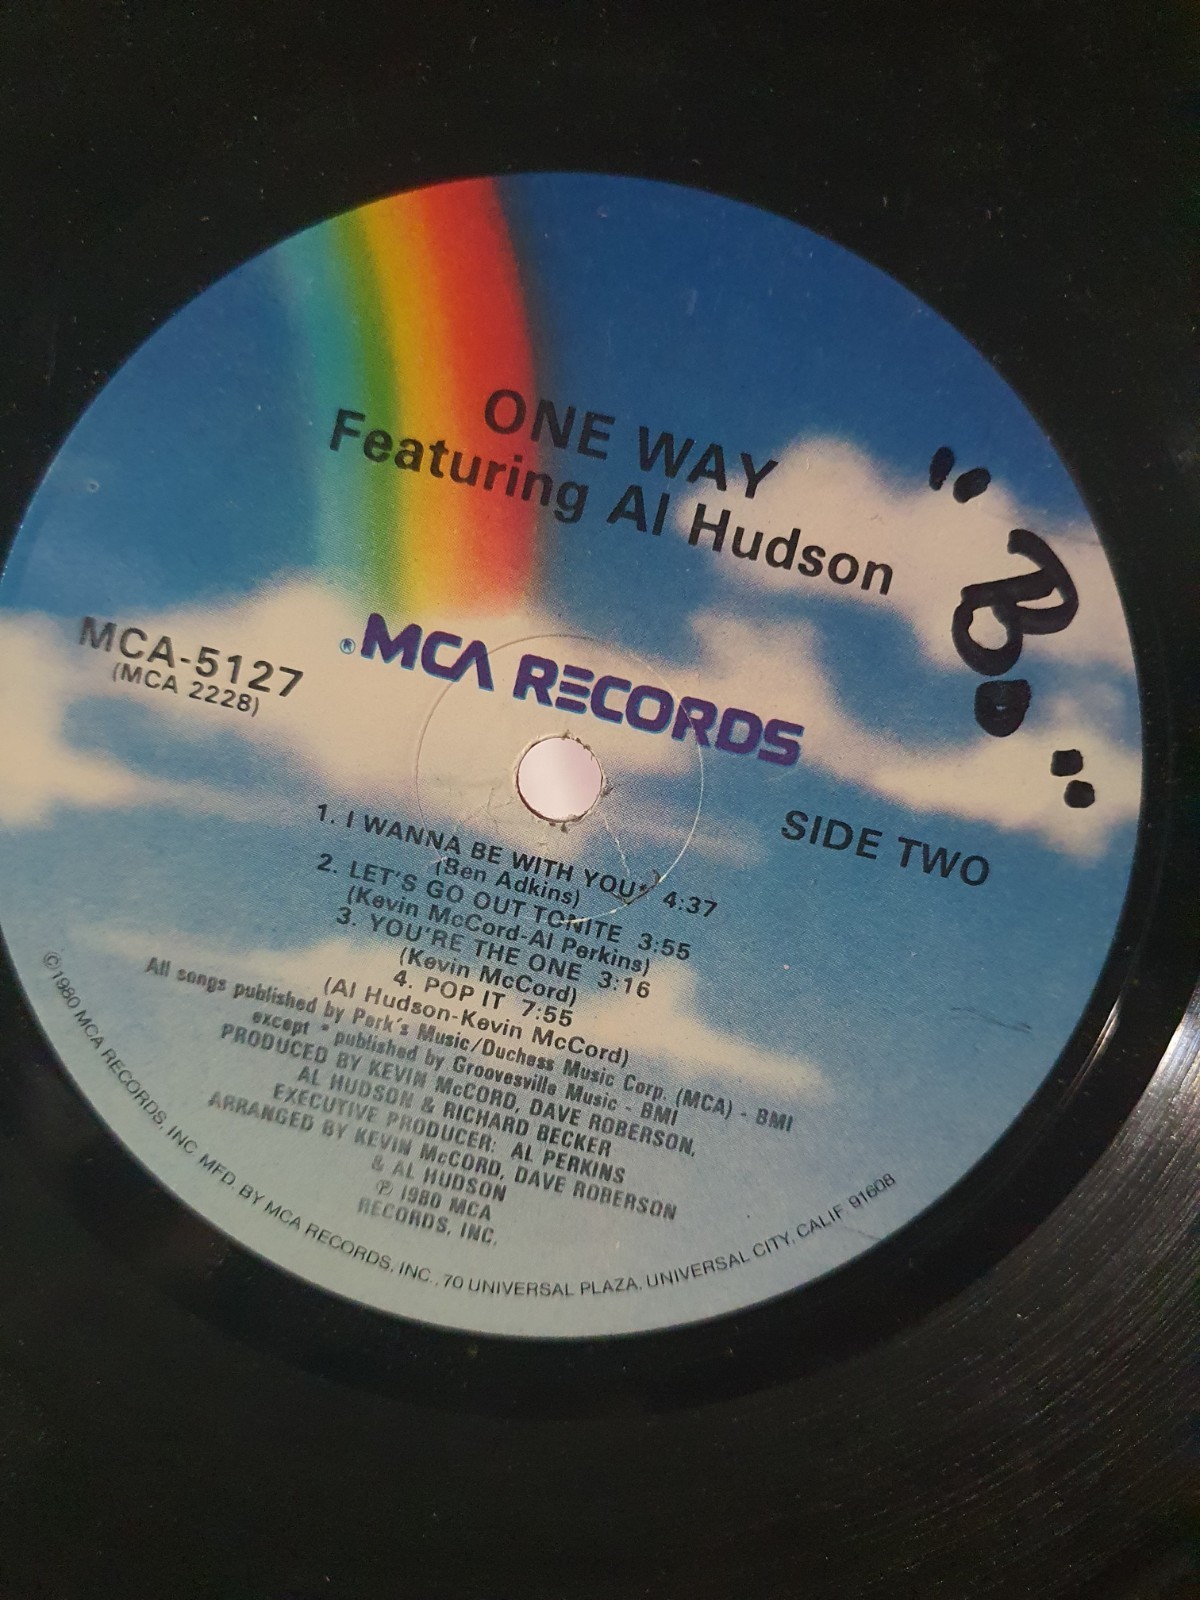 ONE WAY
Featuring Al Hudson
"B."
MCA-5127
(MCA 2228)
® MCA RECORDS
SIDE TWO
1. I WANNA BE WITH YOU* 4:37
(Ben Adkins)
2. LET'S GO OUT TONITE 3:55
(Kevin McCord-Al Perkins)
3. YOU'RE THE ONE 3:16
(Kevin McCord)
4. POP IT 7:55
(Al Hudson-Kevin McCord)
All songs published by Perk's Music/Duchess Music Corp. (MCA) - BMI
except * published by Groovesville Music - BMI
PRODUCED BY KEVIN McCORD, DAVE ROBERSON,
AL HUDSON & RICHARD BECKER
EXECUTIVE PRODUCER: AL PERKINS
ARRANGED BY KEVIN McCORD, DAVE ROBERSON
& AL HUDSON
℗ 1980 MCA
RECORDS, INC.
©1980 MCA RECORDS, INC. MFD. BY MCA RECORDS, INC., 70 UNIVERSAL PLAZA, UNIVERSAL CITY, CALIF. 91608